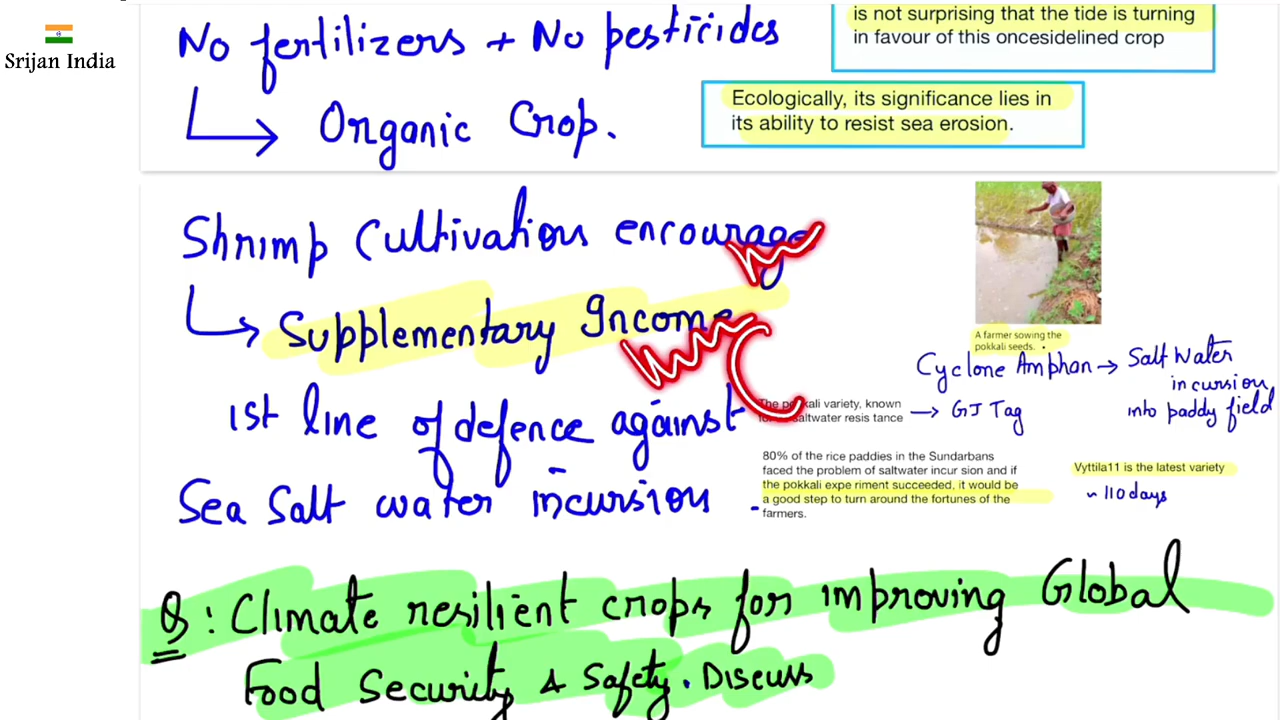 Srijan India
No fertilizers + No pesticides
Organic Crop.
is not surprising that the tide is turning
in favour of this oncesidelined crop
Ecologically, its significance lies in
its ability to resist sea erosion.
Shrimp Cultivations encourage
Supplementary Income
1st line of defence against
Sea Salt water incursion
A farmer sowing the
pokkali seeds.
Cyclone Amphan → Salt Water
incursion
into paddy field
The pokkali variety, known
saltwater resis tance → GI Tag
80% of the rice paddies in the Sundarbans
faced the problem of saltwater incur sion and if
the pokkali expe riment succeeded, it would be
a good step to turn around the fortunes of the
farmers.
Vyttila11 is the latest variety
~ 110 days
Q : Climate resilient crops for improving Global
Food Security & Safety. Discuss